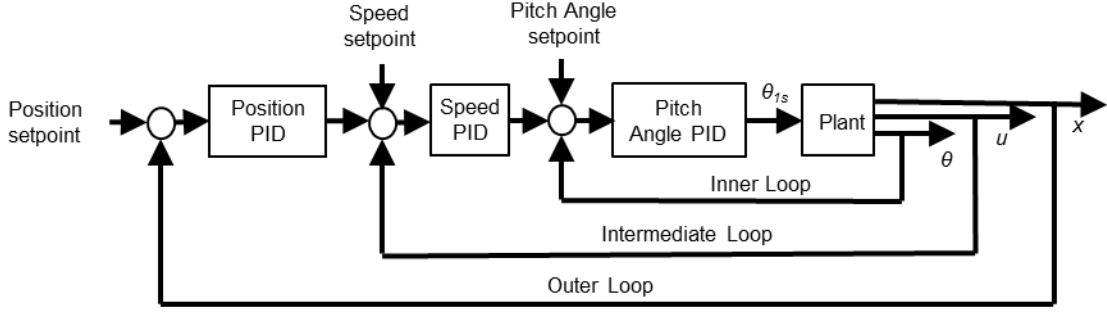 Speed
setpoint
Pitch Angle
setpoint
Position
setpoint
Position
PID
Speed
PID
Pitch
Angle PID
θ1s
Plant
x
u
θ
Inner Loop
Intermediate Loop
Outer Loop